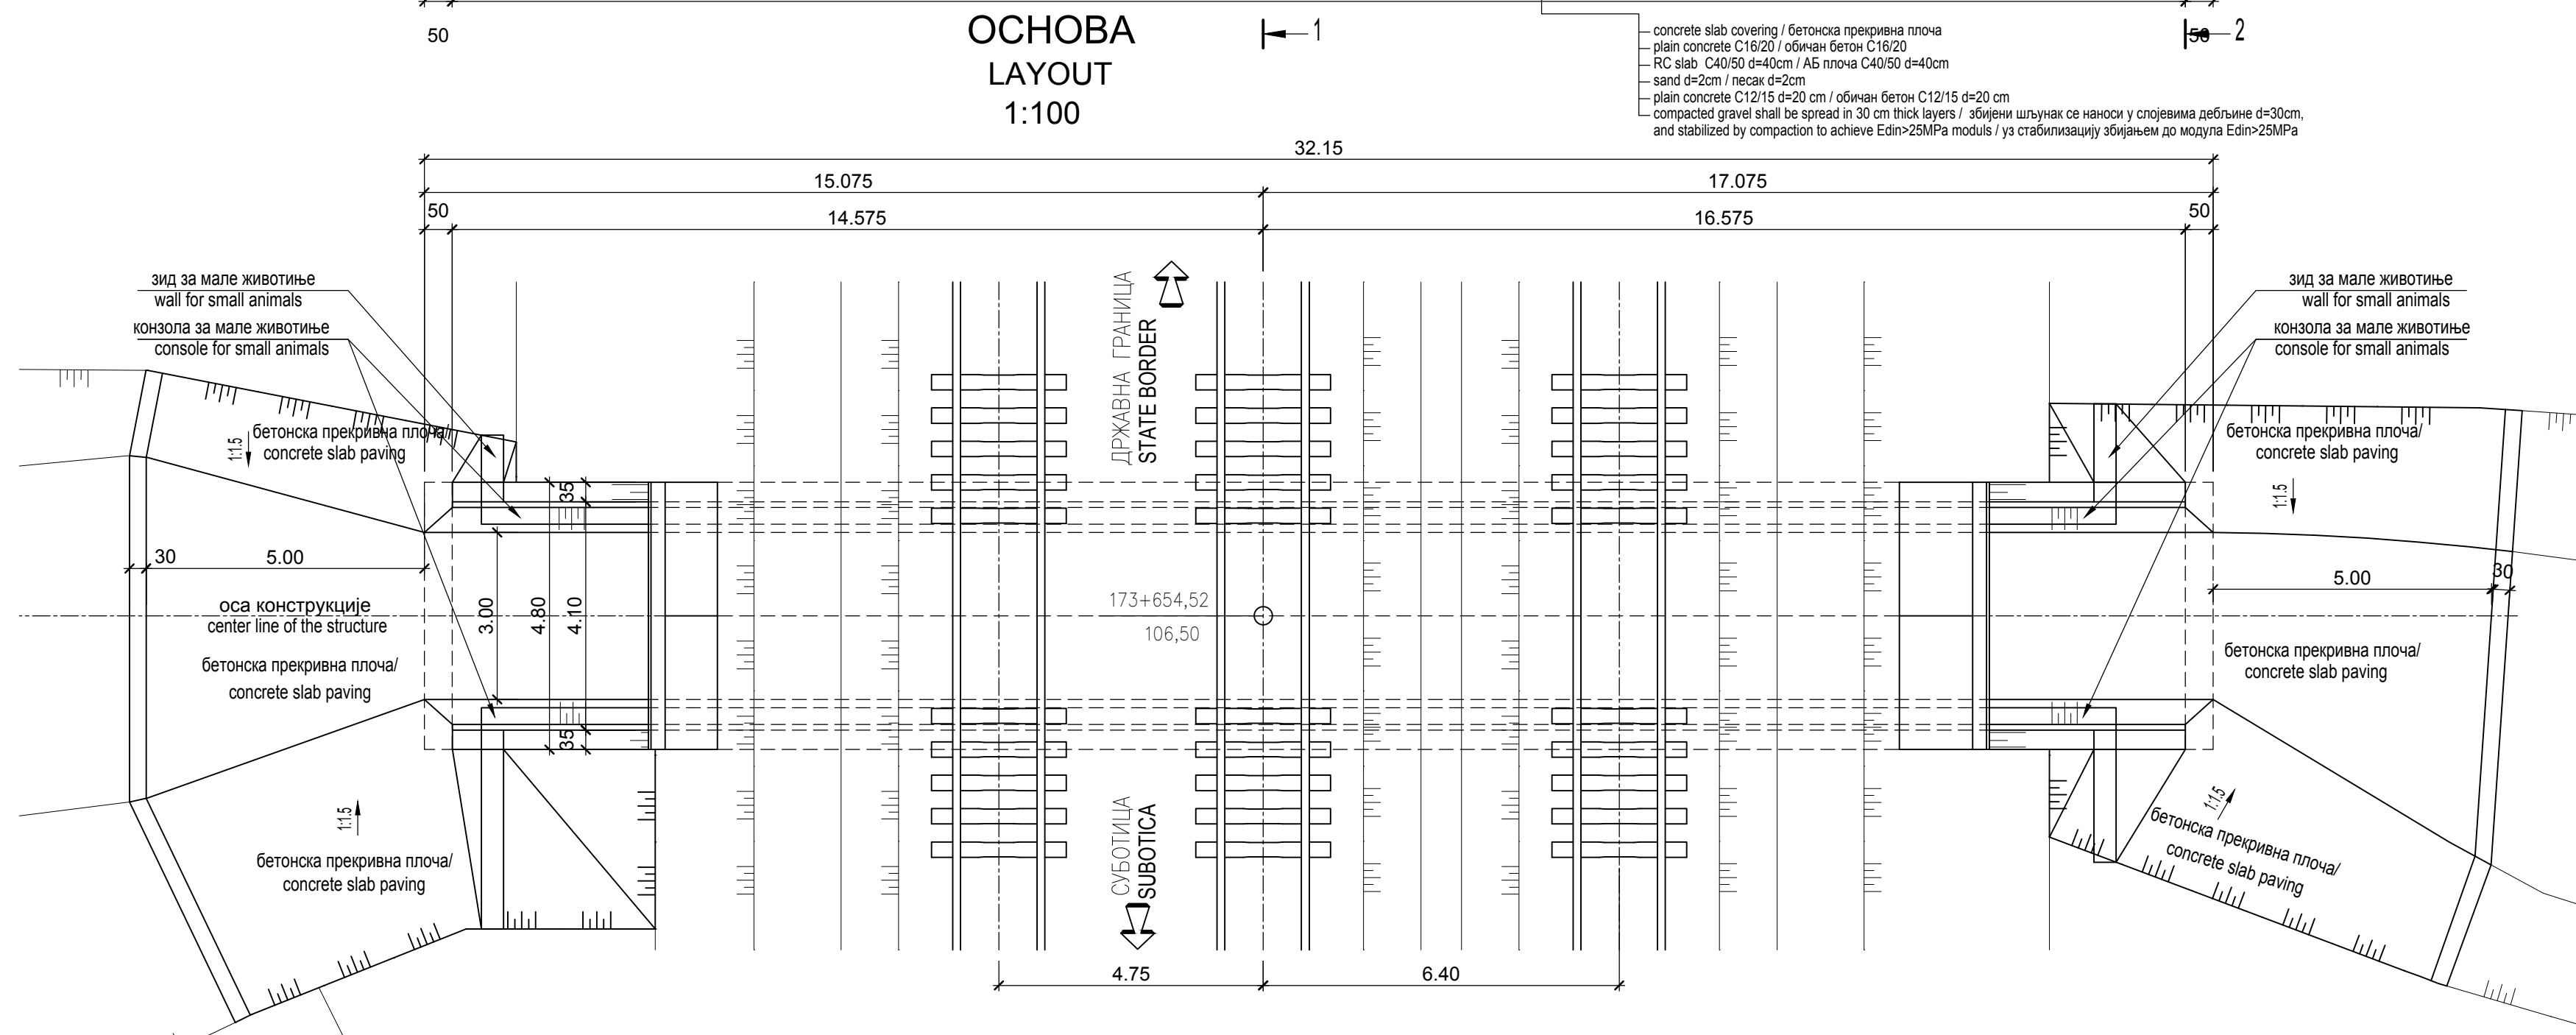 50
ОСНОВА
LAYOUT
1:100
1
50
2
concrete slab covering / бетонска прекривна плоча
plain concrete C16/20 / обичан бетон C16/20
RC slab C40/50 d=40cm / АБ плоча C40/50 d=40cm
sand d=2cm / песак d=2cm
plain concrete C12/15 d=20 cm / обичан бетон C12/15 d=20 cm
compacted gravel shall be spread in 30 cm thick layers / збијени шљунак се наноси у слојевима дебљине d=30cm,
and stabilized by compaction to achieve Edin>25MPa moduls / уз стабилизацију збијањем до модула Edin>25MPa
32.15
15.075
17.075
50
14.575
16.575
50
зид за мале животиње
wall for small animals
конзола за мале животиње
console for small animals
ДРЖАВНА ГРАНИЦА
STATE BORDER
зид за мале животиње
wall for small animals
конзола за мале животиње
console for small animals
1:1.5
бетонска прекривна плоча/
concrete slab paving
35
бетонска прекривна плоча/
concrete slab paving
1:1.5
30
5.00
5.00
30
оса конструкције
center line of the structure
3.00
4.80
4.10
173+654,52
106,50
бетонска прекривна плоча/
concrete slab paving
бетонска прекривна плоча/
concrete slab paving
35
1:1.5
бетонска прекривна плоча/
concrete slab paving
СУБОТИЦА
SUBOTICA
1:1.5
бетонска прекривна плоча/
concrete slab paving
4.75
6.40